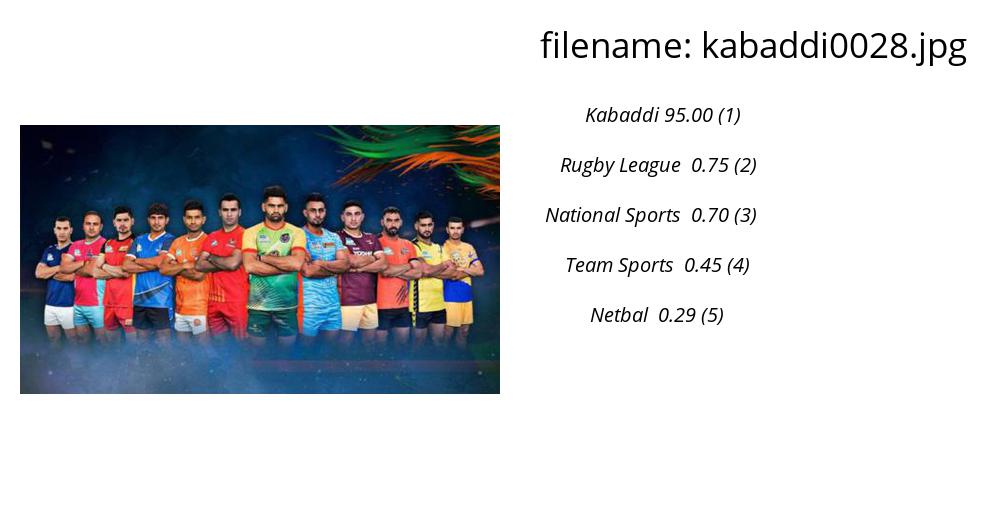 filename: kabaddi0028.jpg
Kabaddi 95.00 (1)
Rugby League 0.75 (2)
National Sports 0.70 (3)
Team Sports 0.45 (4)
Netbal 0.29 (5)